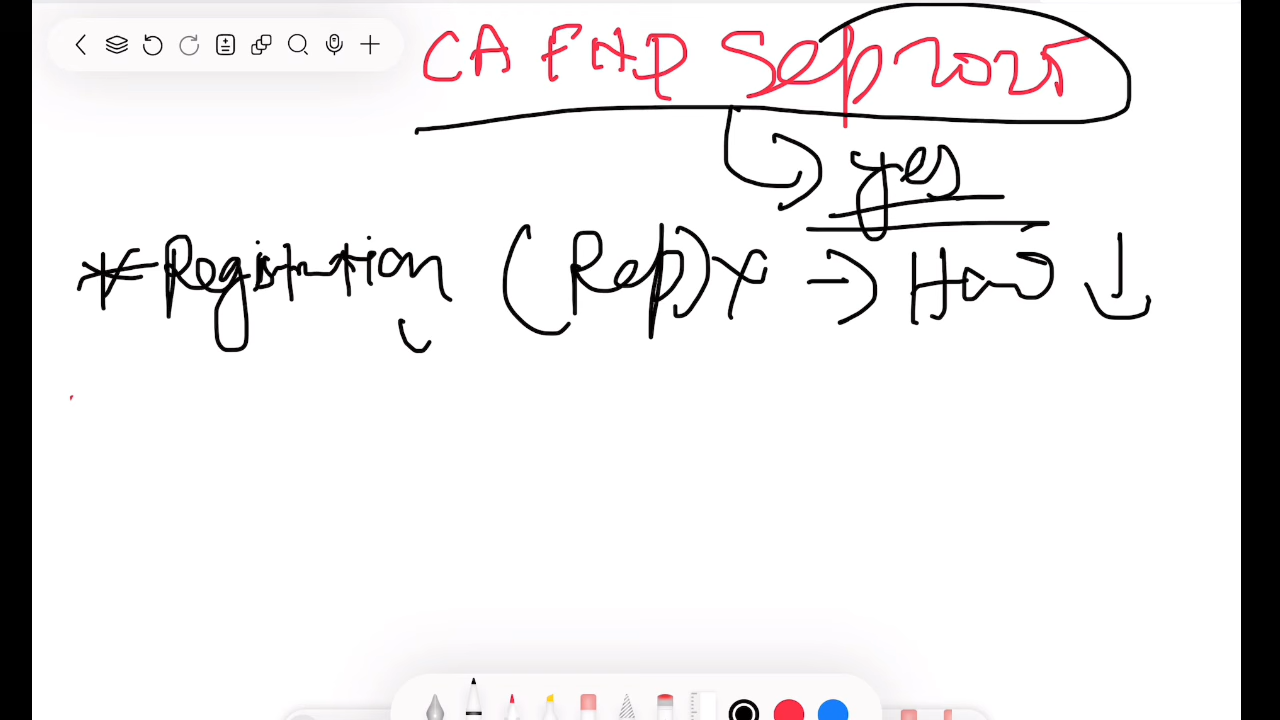 CA FND Sep 2025
yes
* Registration (Rep) x → How ↓